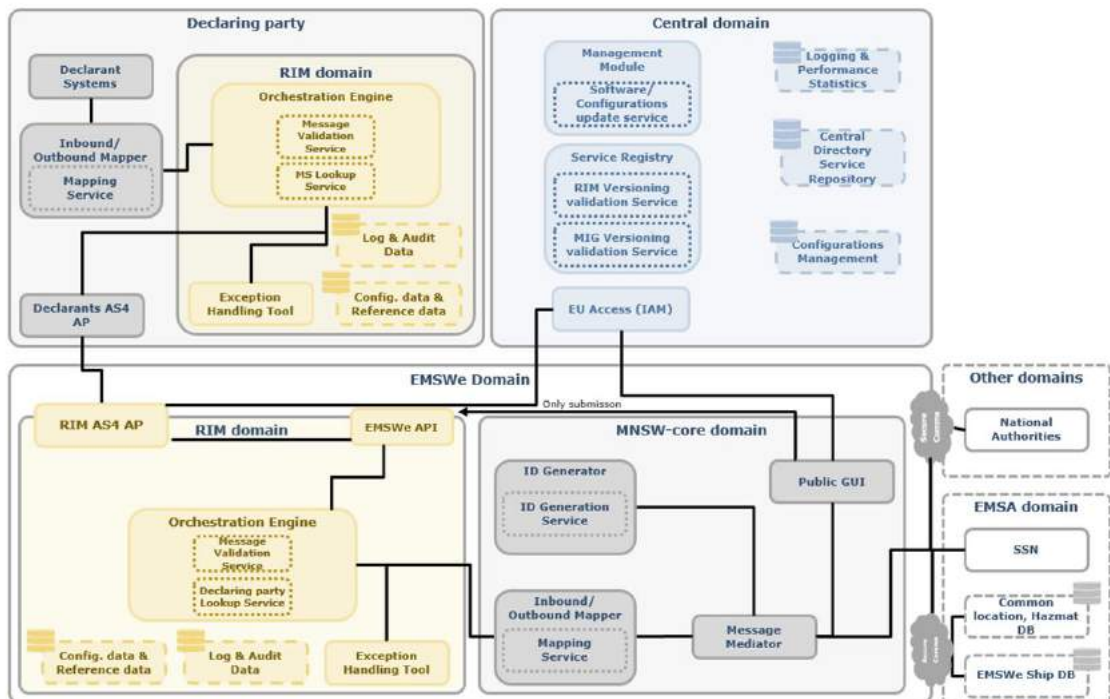 Declaring party
Declarant
Systems
Inbound/
Outbound Mapper
Mapping
Service
Declarants AS4
AP
RIM domain
Orchestration Engine
Message
Validation
Service
MS Lookup
Service
Log & Audit
Data
Exception
Handling Tool
Config. data &
Reference data
Central domain
Management
Module
Software/
Configurations
update service
Service Registry
RIM Versioning
validation Service
MIG Versioning
validation Service
EU Access (IAM)
Logging &
Performance
Statistics
Central
Directory
Service
Repository
Configurations
Management
EMSWe Domain
RIM AS4 AP
RIM domain
EMSWe API
Only submisson
Orchestration Engine
Message
Validation
Service
Declaring party
Lookup Service
Config. data &
Reference data
Log & Audit
Data
Exception
Handling Tool
MNSW-core domain
ID Generator
ID Generation
Service
Public GUI
Inbound/
Outbound Mapper
Mapping
Service
Message
Mediator
Other domains
Secure
Comms
National
Authorities
EMSA domain
SSN
Common
location, Hazmat
DB
EMSWe Ship DB